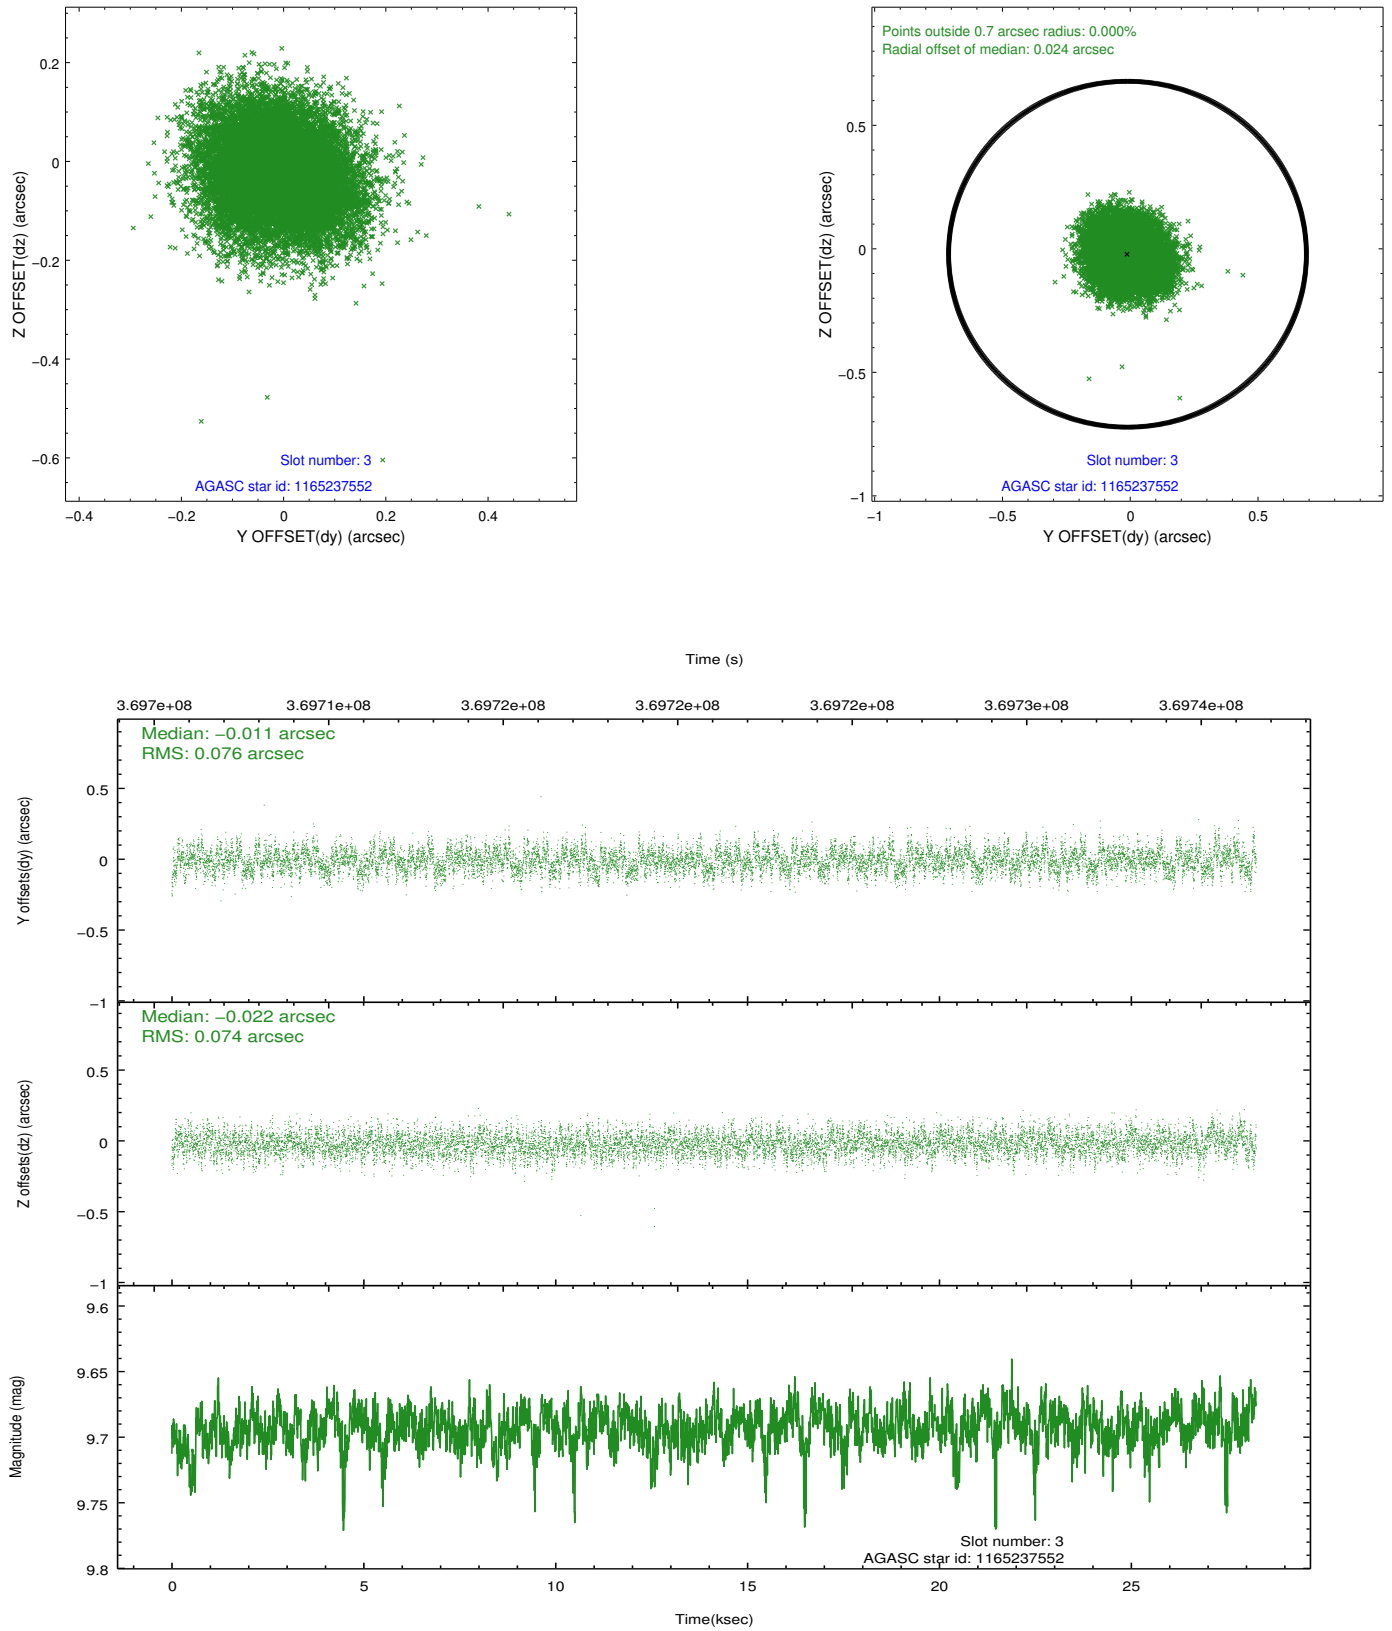 0.2
0
−0.2
−0.4
−0.6
Z OFFSET(dz) (arcsec)
−0.4
−0.2
0
0.2
0.4
Y OFFSET(dy) (arcsec)
Slot number: 3
AGASC star id: 1165237552
Points outside 0.7 arcsec radius: 0.000%
Radial offset of median: 0.024 arcsec
0.5
0
−0.5
−1
Z OFFSET(dz) (arcsec)
−1
−0.5
0
0.5
Y OFFSET(dy) (arcsec)
Slot number: 3
AGASC star id: 1165237552
Time (s)
3.697e+08
3.6971e+08
3.6972e+08
3.6972e+08
3.6972e+08
3.6973e+08
3.6974e+08
Median: −0.011 arcsec
RMS: 0.076 arcsec
0.5
0
−0.5
−1
Y offsets(dy) (arcsec)
Median: −0.022 arcsec
RMS: 0.074 arcsec
0.5
0
−0.5
−1
Z offsets(dz) (arcsec)
9.6
9.65
9.7
9.75
9.8
Magnitude (mag)
Slot number: 3
AGASC star id: 1165237552
0
5
10
15
20
25
Time(ksec)